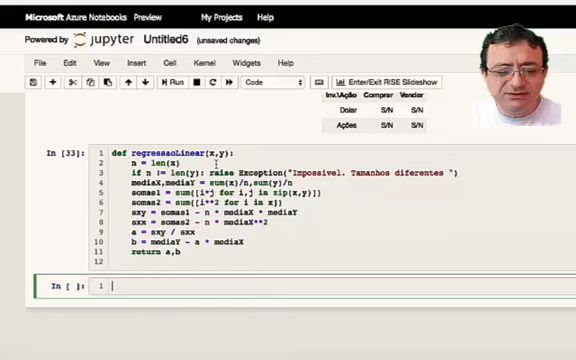 Microsoft Azure Notebooks Preview My Projects Help
Powered by jupyter Untitled6 (unsaved changes)
File Edit View Insert Cell Kernel Widgets Help
Run Code Enter/Exit RISE Slideshow
Inv.\Ação Comprar Vender
Dolar S/N S/N
Ações S/N S/N
In [33]: 1 def regressaoLinear(x,y):
2 n = len(x)
3 if n != len(y): raise Exception("Impossivel. Tamanhos diferentes ")
4 mediaX,mediaY = sum(x)/n,sum(y)/n
5 somas1 = sum([i*j for i,j in zip(x,y)])
6 somas2 = sum([i**2 for i in x])
7 sxy = somas1 - n * mediaX * mediaY
8 sxx = somas2 - n * mediaX**2
9 a = sxy / sxx
10 b = mediaY - a * mediaX
11 return a,b
12
In [ ]: 1